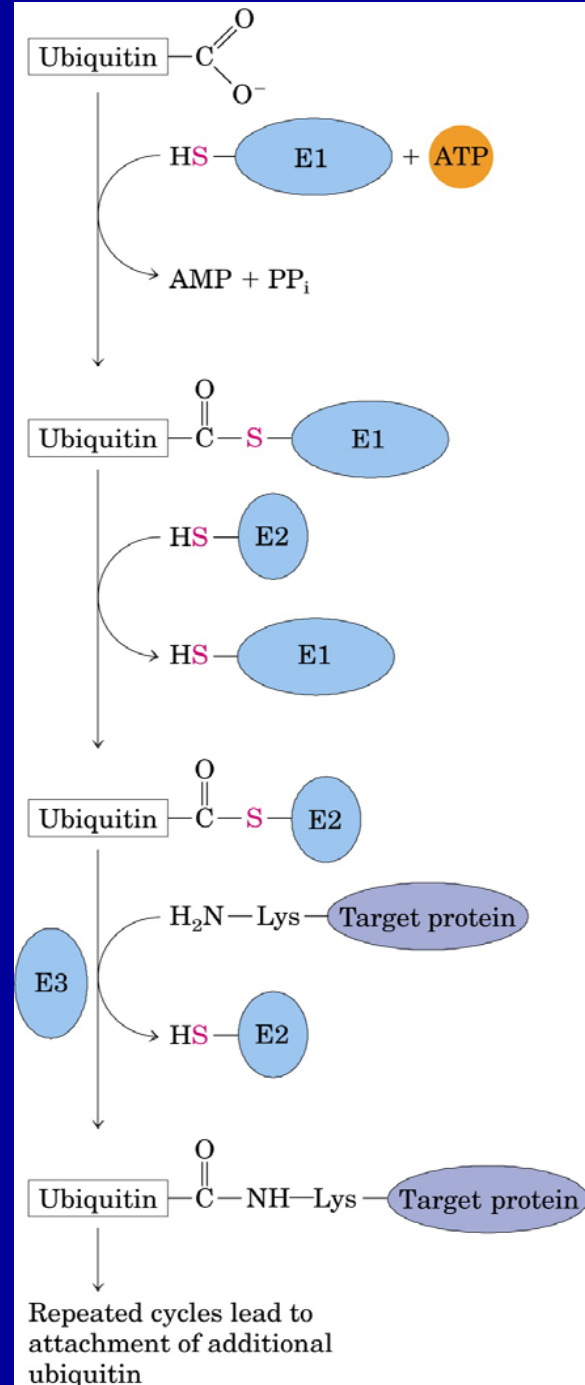 O
Ubiquitin—C
O⁻
HS—E1 + ATP
AMP + PPᵢ
O
Ubiquitin—C—S—E1
HS—E2
HS—E1
O
Ubiquitin—C—S—E2
H₂N—Lys—Target protein
E3
HS—E2
O
Ubiquitin—C—NH—Lys—Target protein
Repeated cycles lead to
attachment of additional
ubiquitin